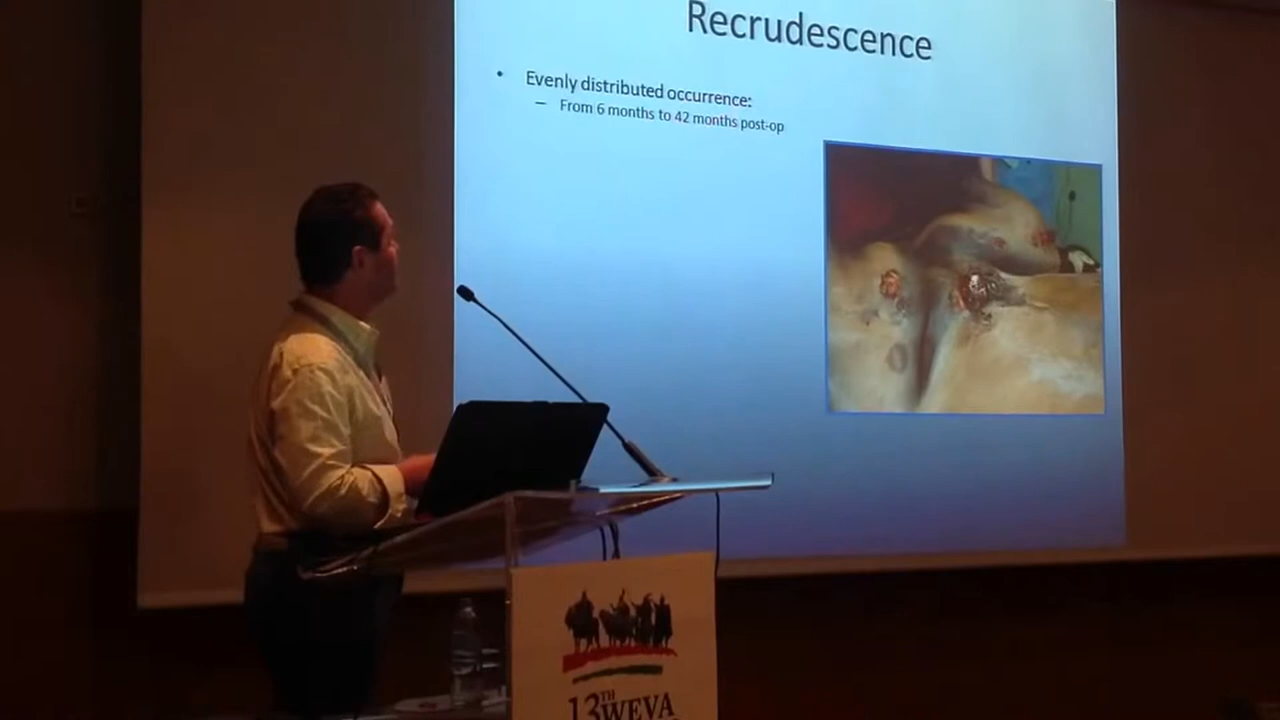 Recrudescence
• Evenly distributed occurrence:
– From 6 months to 42 months post-op
13TH WEVA